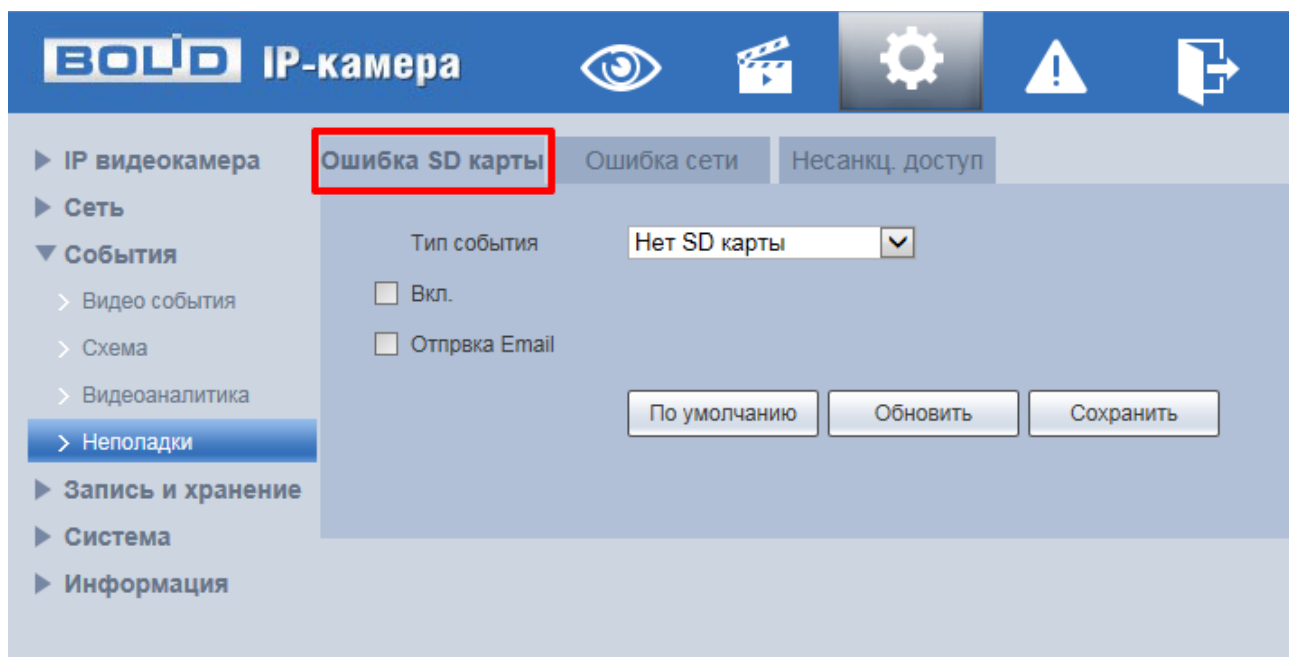 BOLID IP-камера
IP видеокамера
Сеть
События
Видео события
Схема
Видеоаналитика
Неполадки
Запись и хранение
Система
Информация
Ошибка SD карты Ошибка сети Несанкц. доступ
Тип события Нет SD карты
Вкл.
Отпрвка Email
По умолчанию Обновить Сохранить